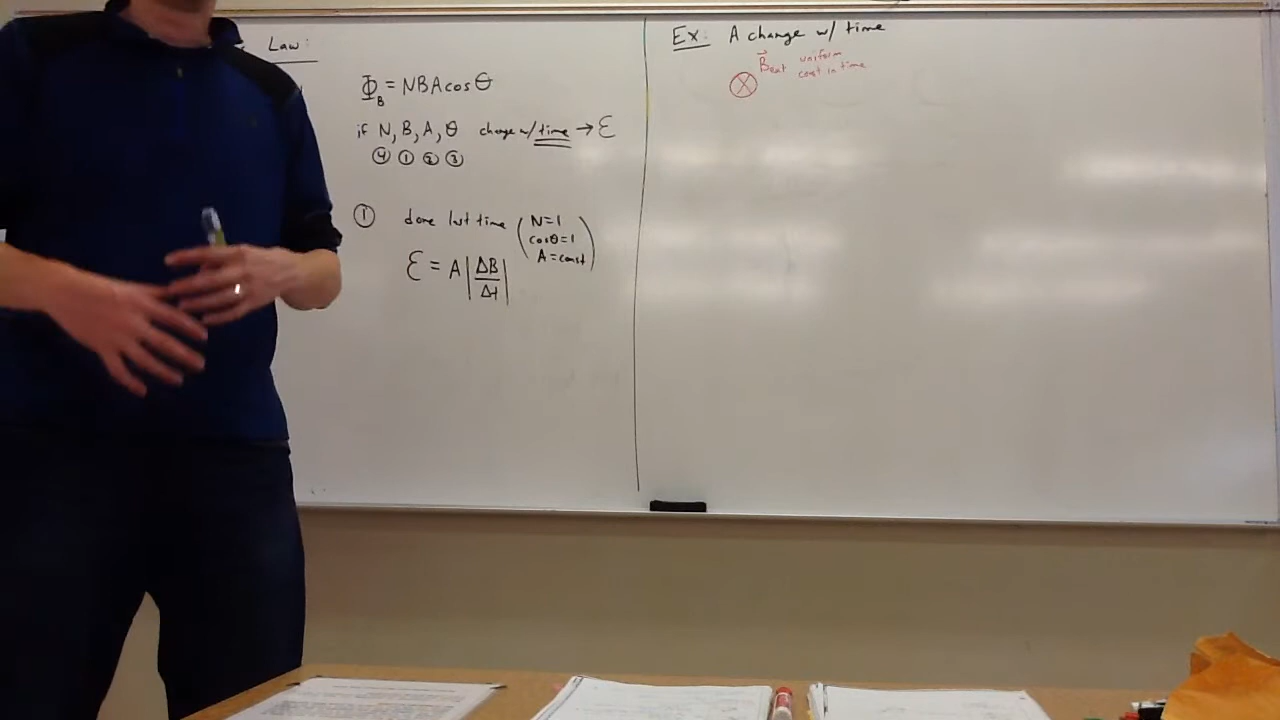 Law:
Φ_B = NBA cos θ
if N, B, A, θ change w/ time → ℰ
④ ① ② ③
① done last time (N=1
cosθ=1
A=const)
ℰ = A |ΔB/Δt|
Ex: A change w/ time
B⃗ext uniform
const in time